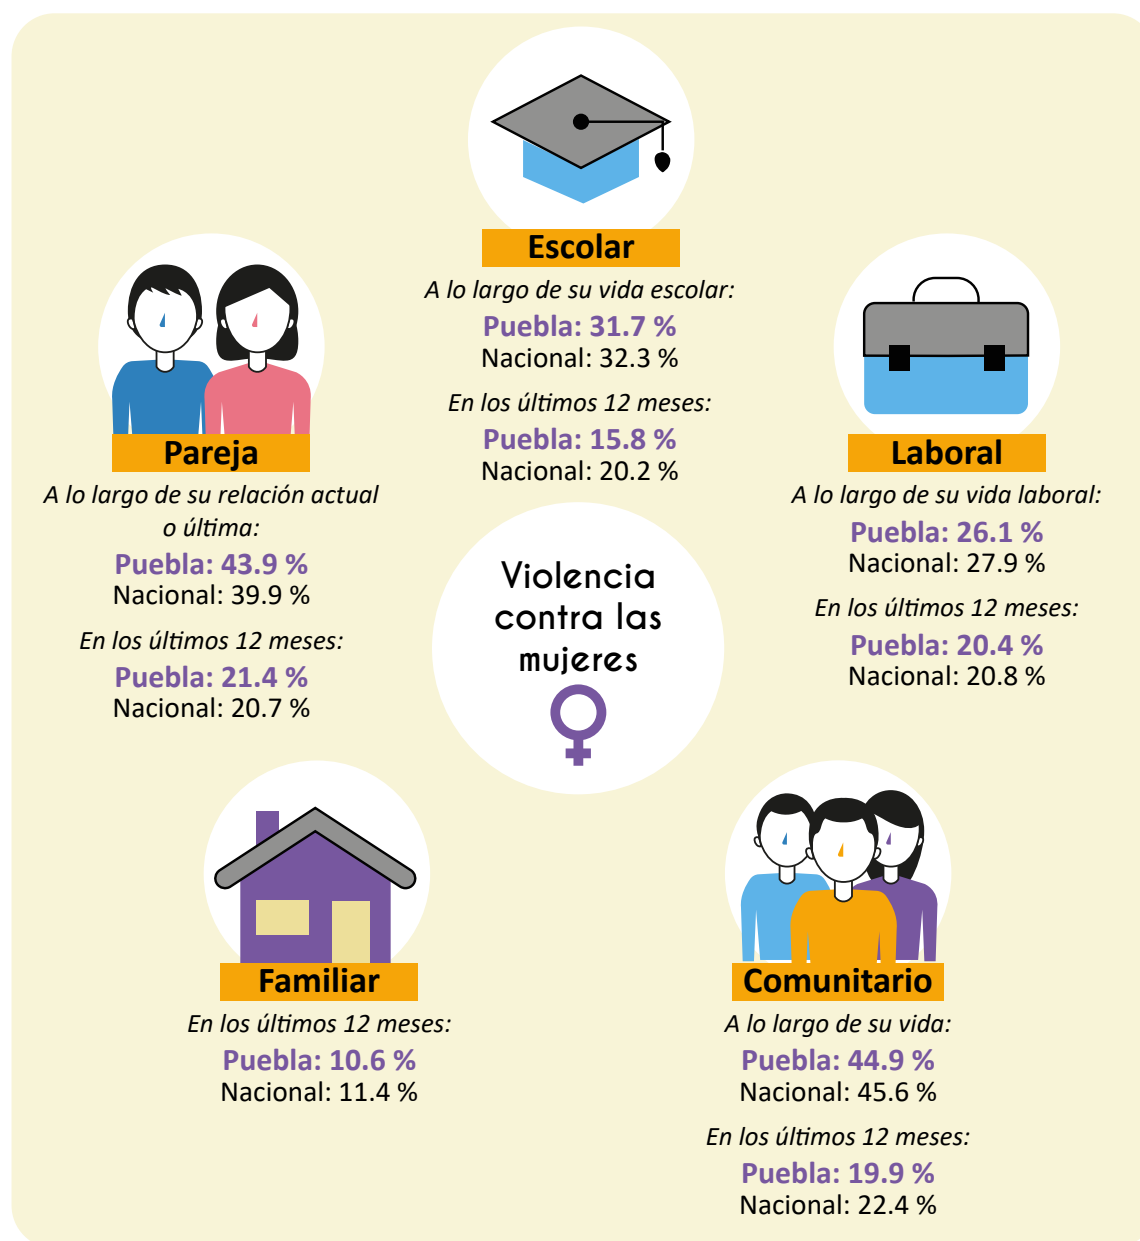 Escolar
A lo largo de su vida escolar:
Puebla: 31.7 %
Nacional: 32.3 %
En los últimos 12 meses:
Puebla: 15.8 %
Nacional: 20.2 %
Pareja
A lo largo de su relación actual
o última:
Puebla: 43.9 %
Nacional: 39.9 %
En los últimos 12 meses:
Puebla: 21.4 %
Nacional: 20.7 %
Laboral
A lo largo de su vida laboral:
Puebla: 26.1 %
Nacional: 27.9 %
En los últimos 12 meses:
Puebla: 20.4 %
Nacional: 20.8 %
Violencia
contra las
mujeres
Familiar
En los últimos 12 meses:
Puebla: 10.6 %
Nacional: 11.4 %
Comunitario
A lo largo de su vida:
Puebla: 44.9 %
Nacional: 45.6 %
En los últimos 12 meses:
Puebla: 19.9 %
Nacional: 22.4 %